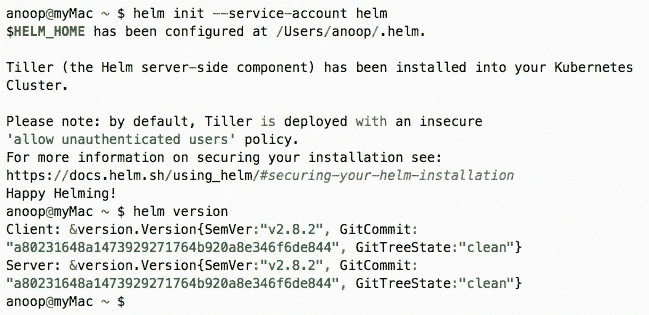 anoop@myMac ~ $ helm init --service-account helm
$HELM_HOME has been configured at /Users/anoop/.helm.
Tiller (the Helm server-side component) has been installed into your Kubernetes
Cluster.
Please note: by default, Tiller is deployed with an insecure
'allow unauthenticated users' policy.
For more information on securing your installation see:
https://docs.helm.sh/using_helm/#securing-your-helm-installation
Happy Helming!
anoop@myMac ~ $ helm version
Client: &version.Version{SemVer:"v2.8.2", GitCommit:
"a80231648a1473929271764b920a8e346f6de844", GitTreeState:"clean"}
Server: &version.Version{SemVer:"v2.8.2", GitCommit:
"a80231648a1473929271764b920a8e346f6de844", GitTreeState:"clean"}
anoop@myMac ~ $